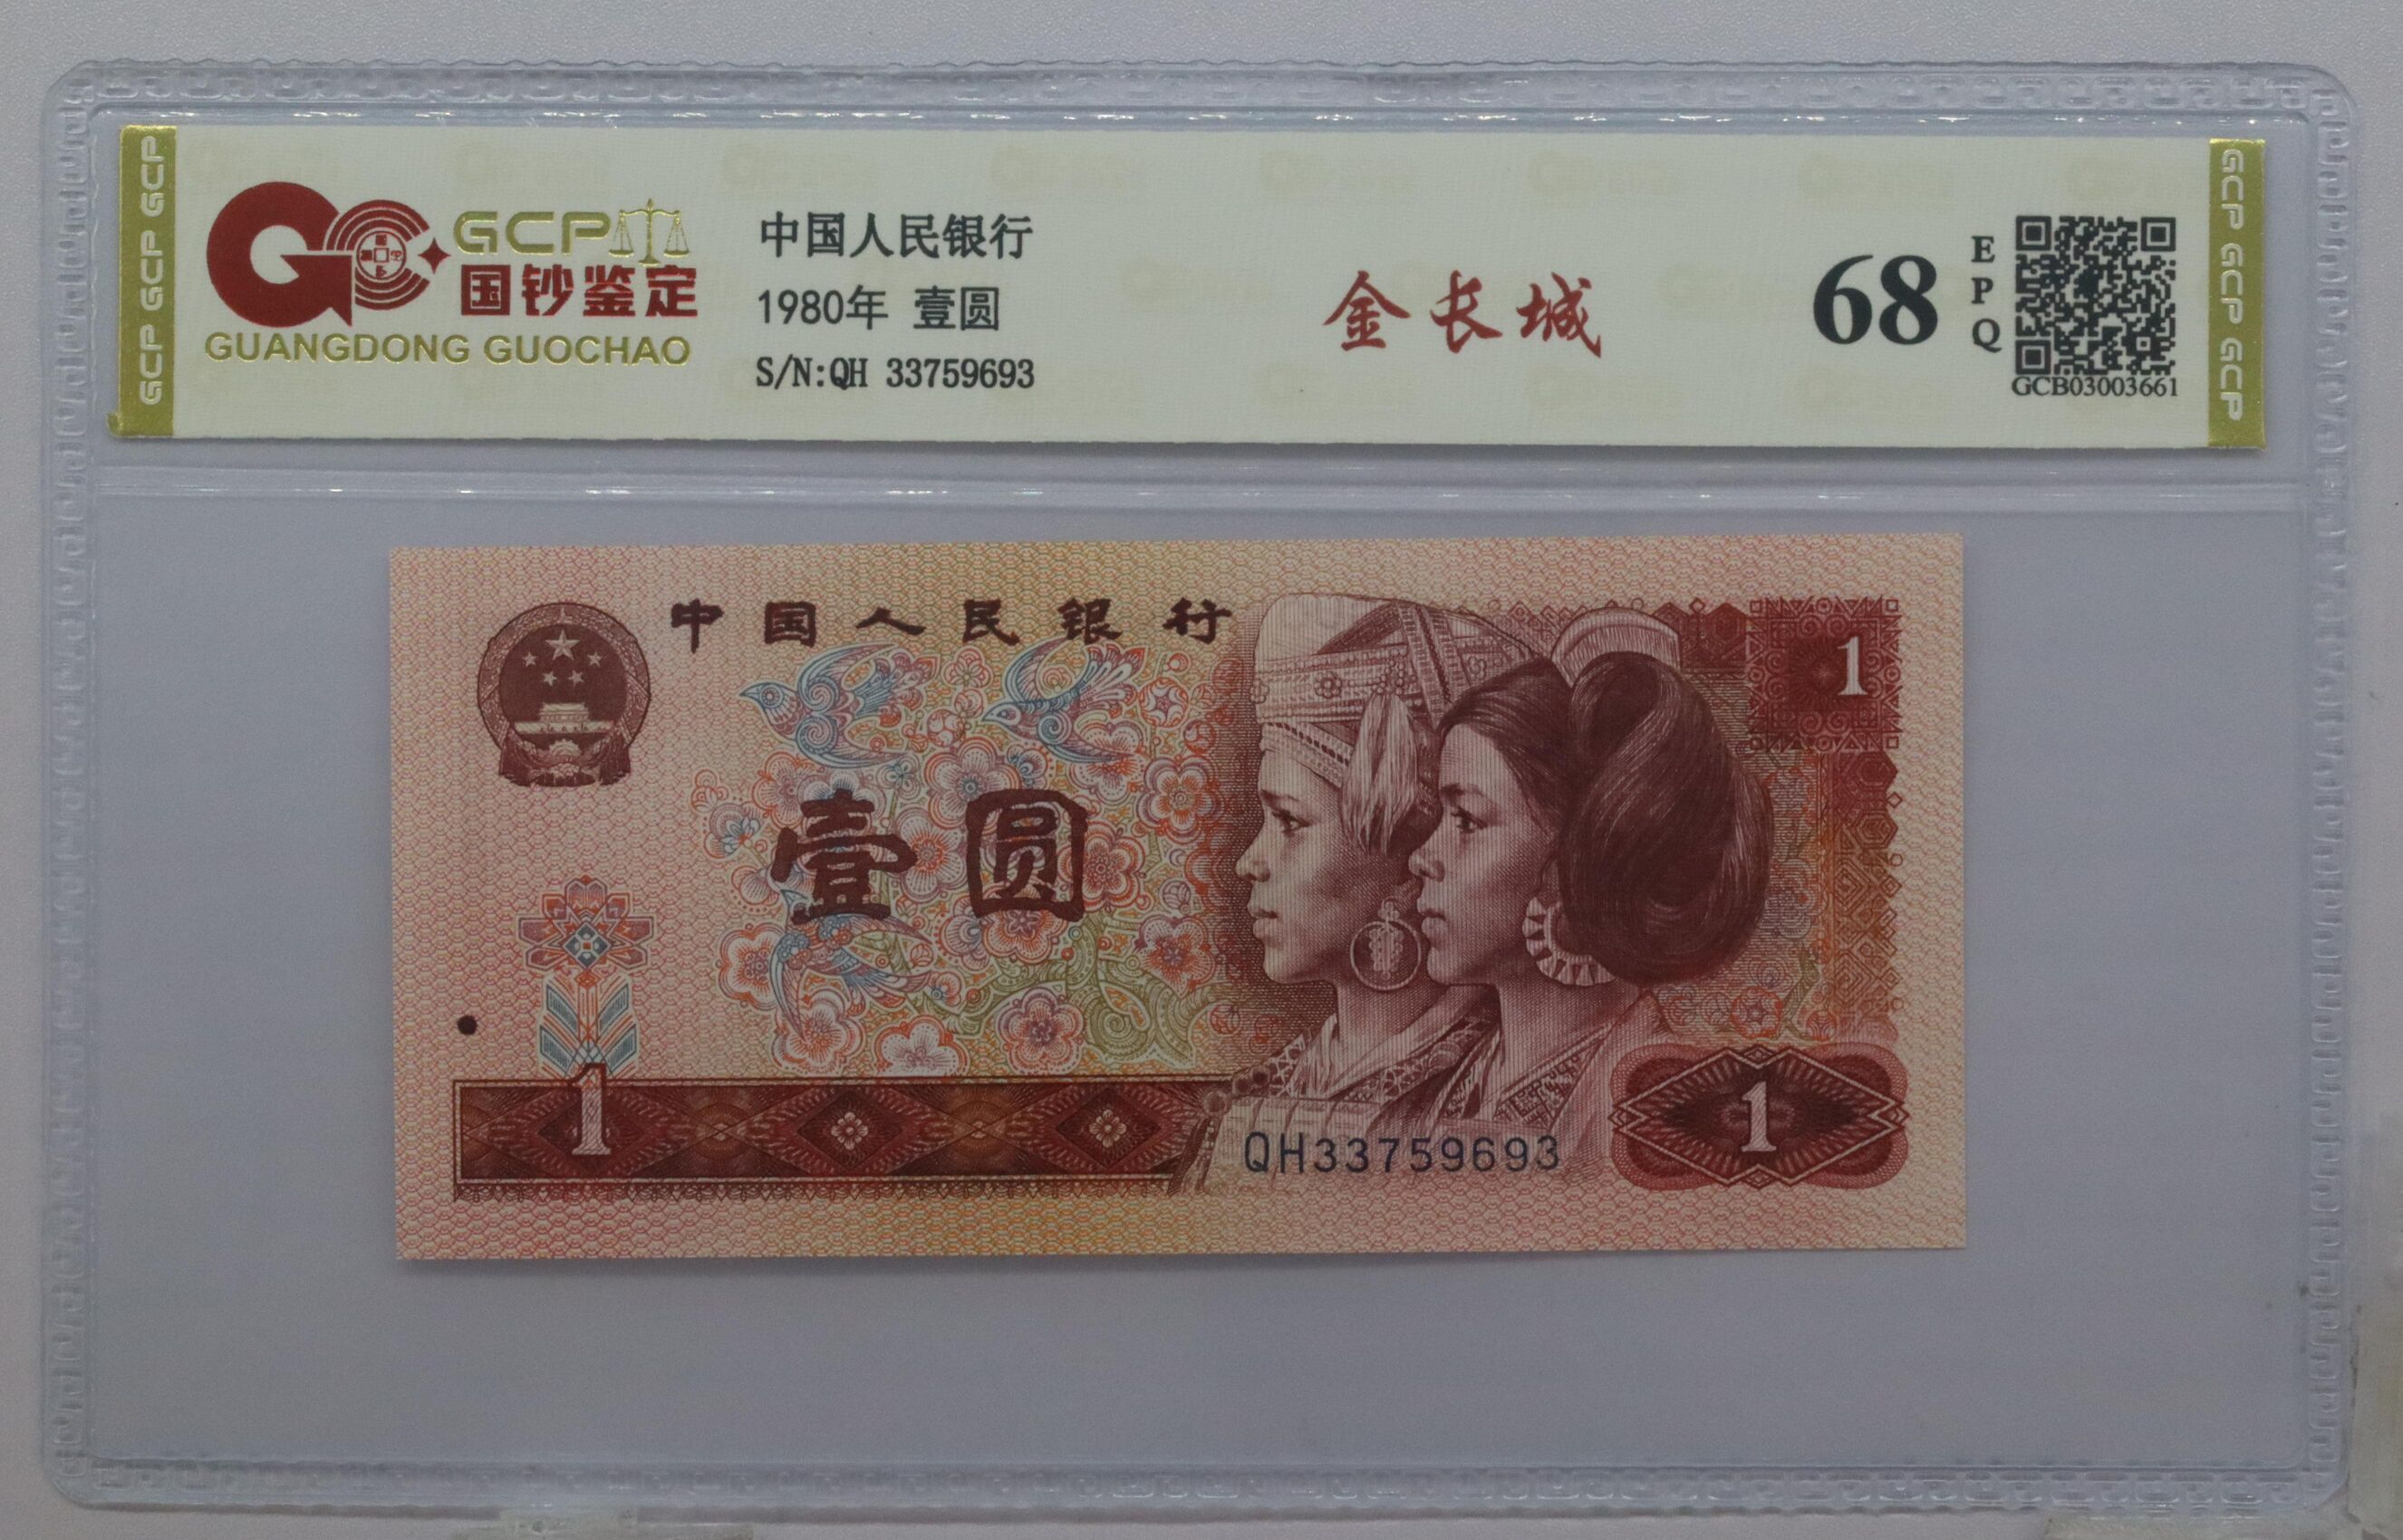 GCP GCP GCP
GCP
国钞鉴定
GUANGDONG GUOCHAO
中国人民银行
1980年 壹圆
S/N:QH 33759693
金长城
68
EPQ
GCB03003661
GCP GCP GCP
中国人民银行
1
壹圆
1
QH33759693
1